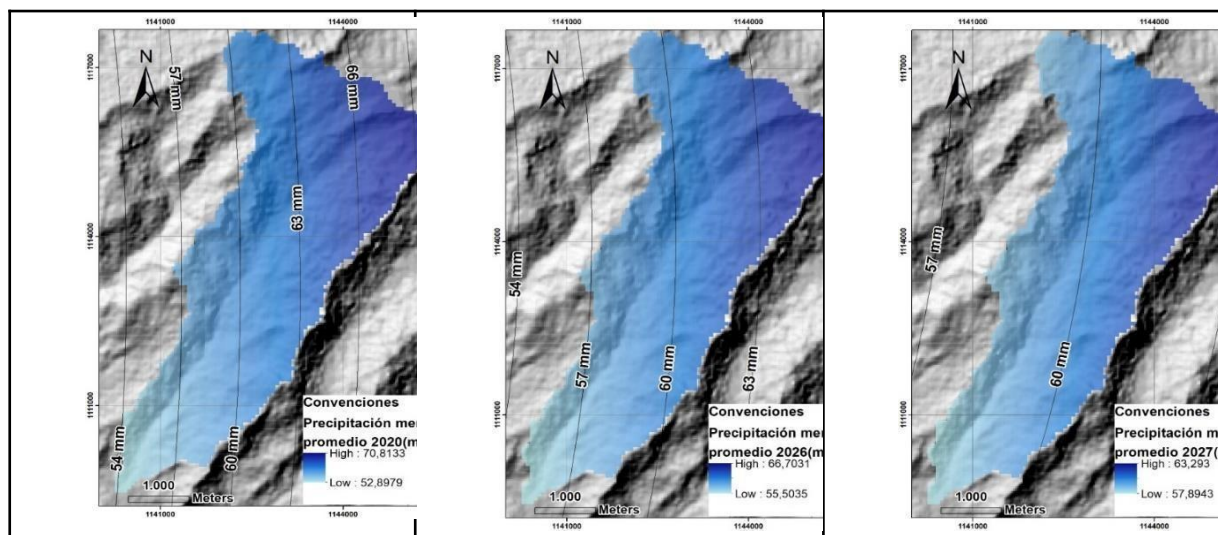 1141000 1144000
N
1117000
1114000
1111000
57 mm
66 mm
63 mm
54 mm
60 mm
Convenciones
Precipitación me
promedio 2020(m
High : 70,8133
Low : 52,8979
1.000
Meters
1141000 1144000
1141000 1144000
N
1117000
1114000
1111000
54 mm
57 mm
60 mm
63 mm
Convenciones
Precipitación me
promedio 2026(m
High : 66,7031
Low : 55,5035
1.000
Meters
1141000 1144000
1141000 1144000
N
1117000
1114000
1111000
57 mm
60 mm
Convenciones
Precipitación m
promedio 2027(
High : 63,293
Low : 57,8943
1.000
Meters
1141000 1144000